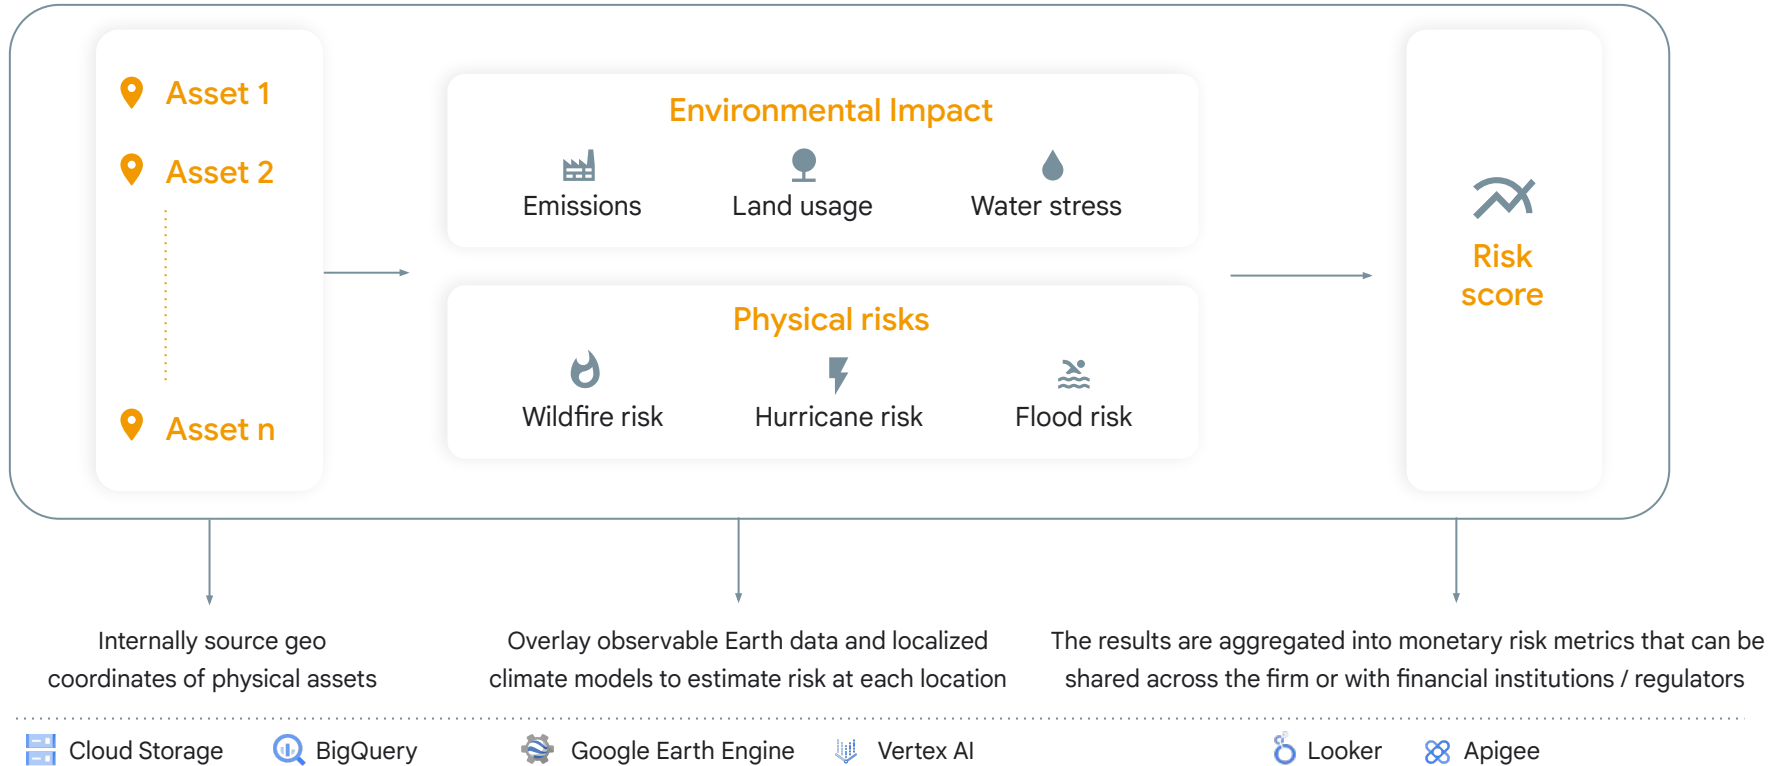 Asset 1
Asset 2
Asset n
Environmental Impact
Emissions
Land usage
Water stress
Physical risks
Wildfire risk
Hurricane risk
Flood risk
Risk
score
Internally source geo
coordinates of physical assets
Overlay observable Earth data and localized
climate models to estimate risk at each location
The results are aggregated into monetary risk metrics that can be
shared across the firm or with financial institutions / regulators
Cloud Storage
BigQuery
Google Earth Engine
Vertex AI
Looker
Apigee